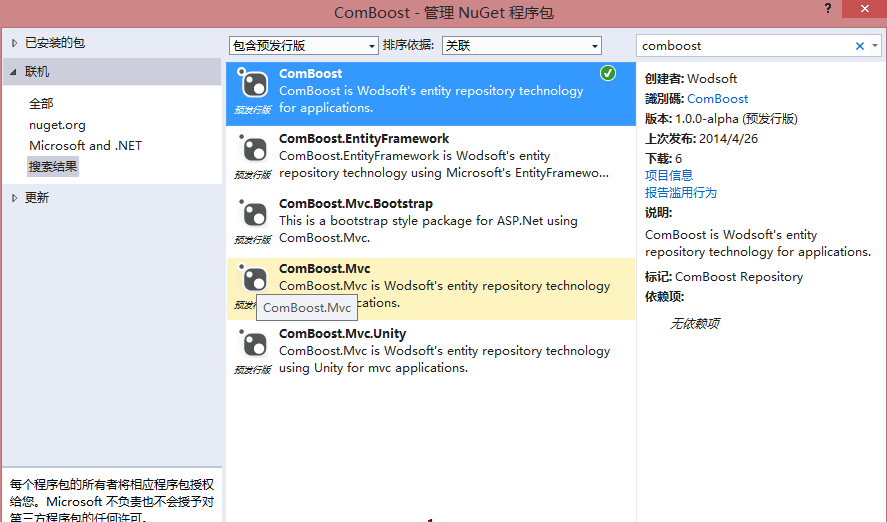 ComBoost - 管理 NuGet 程序包
?
已安装的包
联机
全部
nuget.org
Microsoft and .NET
搜索结果
更新
每个程序包的所有者将相应程序包授权
给您。Microsoft 不负责也不会授予对
第三方程序包的任何许可。
包含预发行版
排序依据: 关联
ComBoost
ComBoost is Wodsoft's entity repository technology
预发行版 for applications.
ComBoost.EntityFramework
ComBoost.EntityFramework is Wodsoft's entity
预发行版 repository technology using Microsoft's EntityFramewo...
ComBoost.Mvc.Bootstrap
This is a bootstrap style package for ASP.Net using
预发行版 ComBoost.Mvc.
ComBoost.Mvc
ComBoost.Mvc is Wodsoft's entity repository technology
ications.
ComBoost.Mvc
ComBoost.Mvc.Unity
ComBoost.Mvc is Wodsoft's entity repository technology
预发行版 using Unity for mvc applications.
comboost
创建者: Wodsoft
識別碼: ComBoost
版本: 1.0.0-alpha (预发行版)
上次发布: 2014/4/26
下载: 6
项目信息
报告滥用行为
说明:
ComBoost is Wodsoft's entity
repository technology for applications.
标记: ComBoost Repository
依赖项:
无依赖项